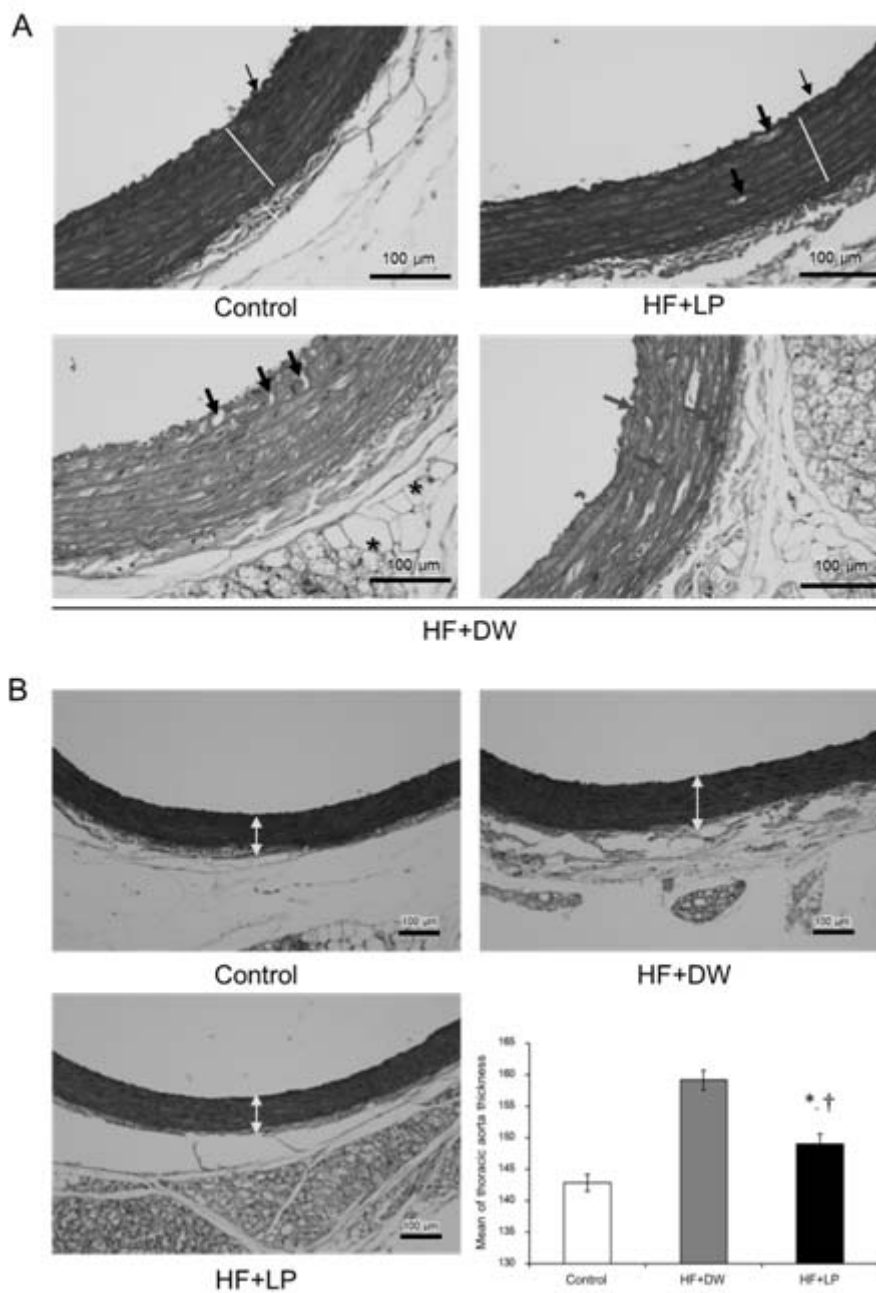 A
100 µm
100 µm
Control
HF+LP
*
*
100 µm
100 µm
HF+DW
B
100 µm
100 µm
Control
HF+DW
100 µm
HF+LP
Mean of thoracic aorta thickness
165
160
155
150
145
140
135
130
*, †
Control
HF+DW
HF+LP